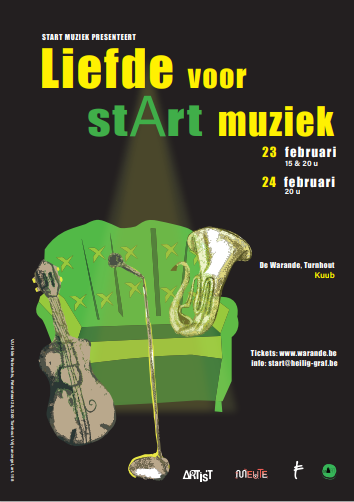 START MUZIEK PRESENTEERT
Liefde voor
stArt muziek
23 februari
15 & 20 u
24 februari
20 u
De Warande, Turnhout
Kuub
Tickets: www.warande.be
info: start@heilig-graf.be
ARTIST